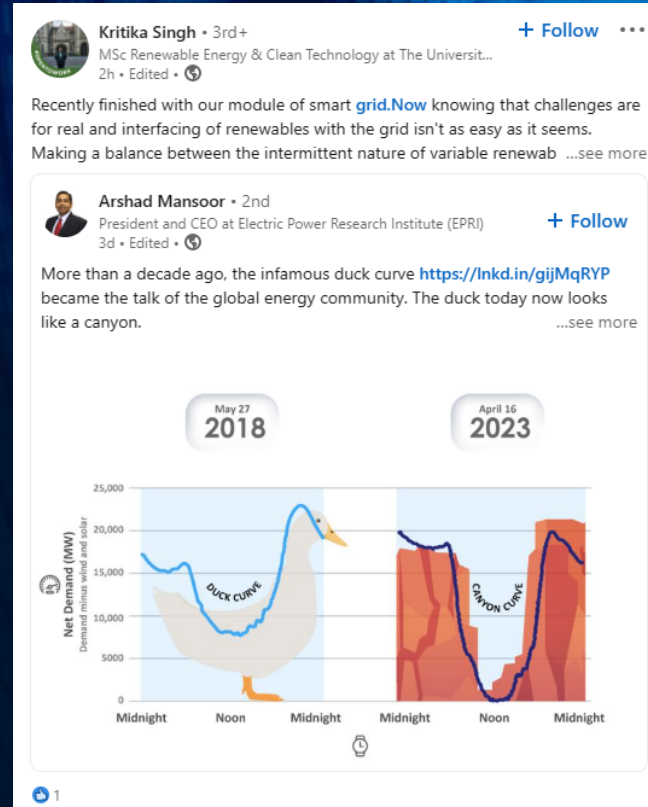 Kritika Singh • 3rd+
+ Follow
MSc Renewable Energy & Clean Technology at The Universit...
2h • Edited •
Recently finished with our module of smart grid.Now knowing that challenges are
for real and interfacing of renewables with the grid isn't as easy as it seems.
Making a balance between the intermittent nature of variable renewab ...see more
Arshad Mansoor • 2nd
President and CEO at Electric Power Research Institute (EPRI)
+ Follow
3d • Edited •
More than a decade ago, the infamous duck curve https://lnkd.in/gijMqRYP
became the talk of the global energy community. The duck today now looks
like a canyon.
...see more
May 27
2018
April 16
2023
Net Demand (MW)
Demand minus wind and solar
25,000
20,000
15,000
10,000
5000
0
DUCK CURVE
CANYON CURVE
Midnight Noon Midnight
Midnight Noon Midnight
1